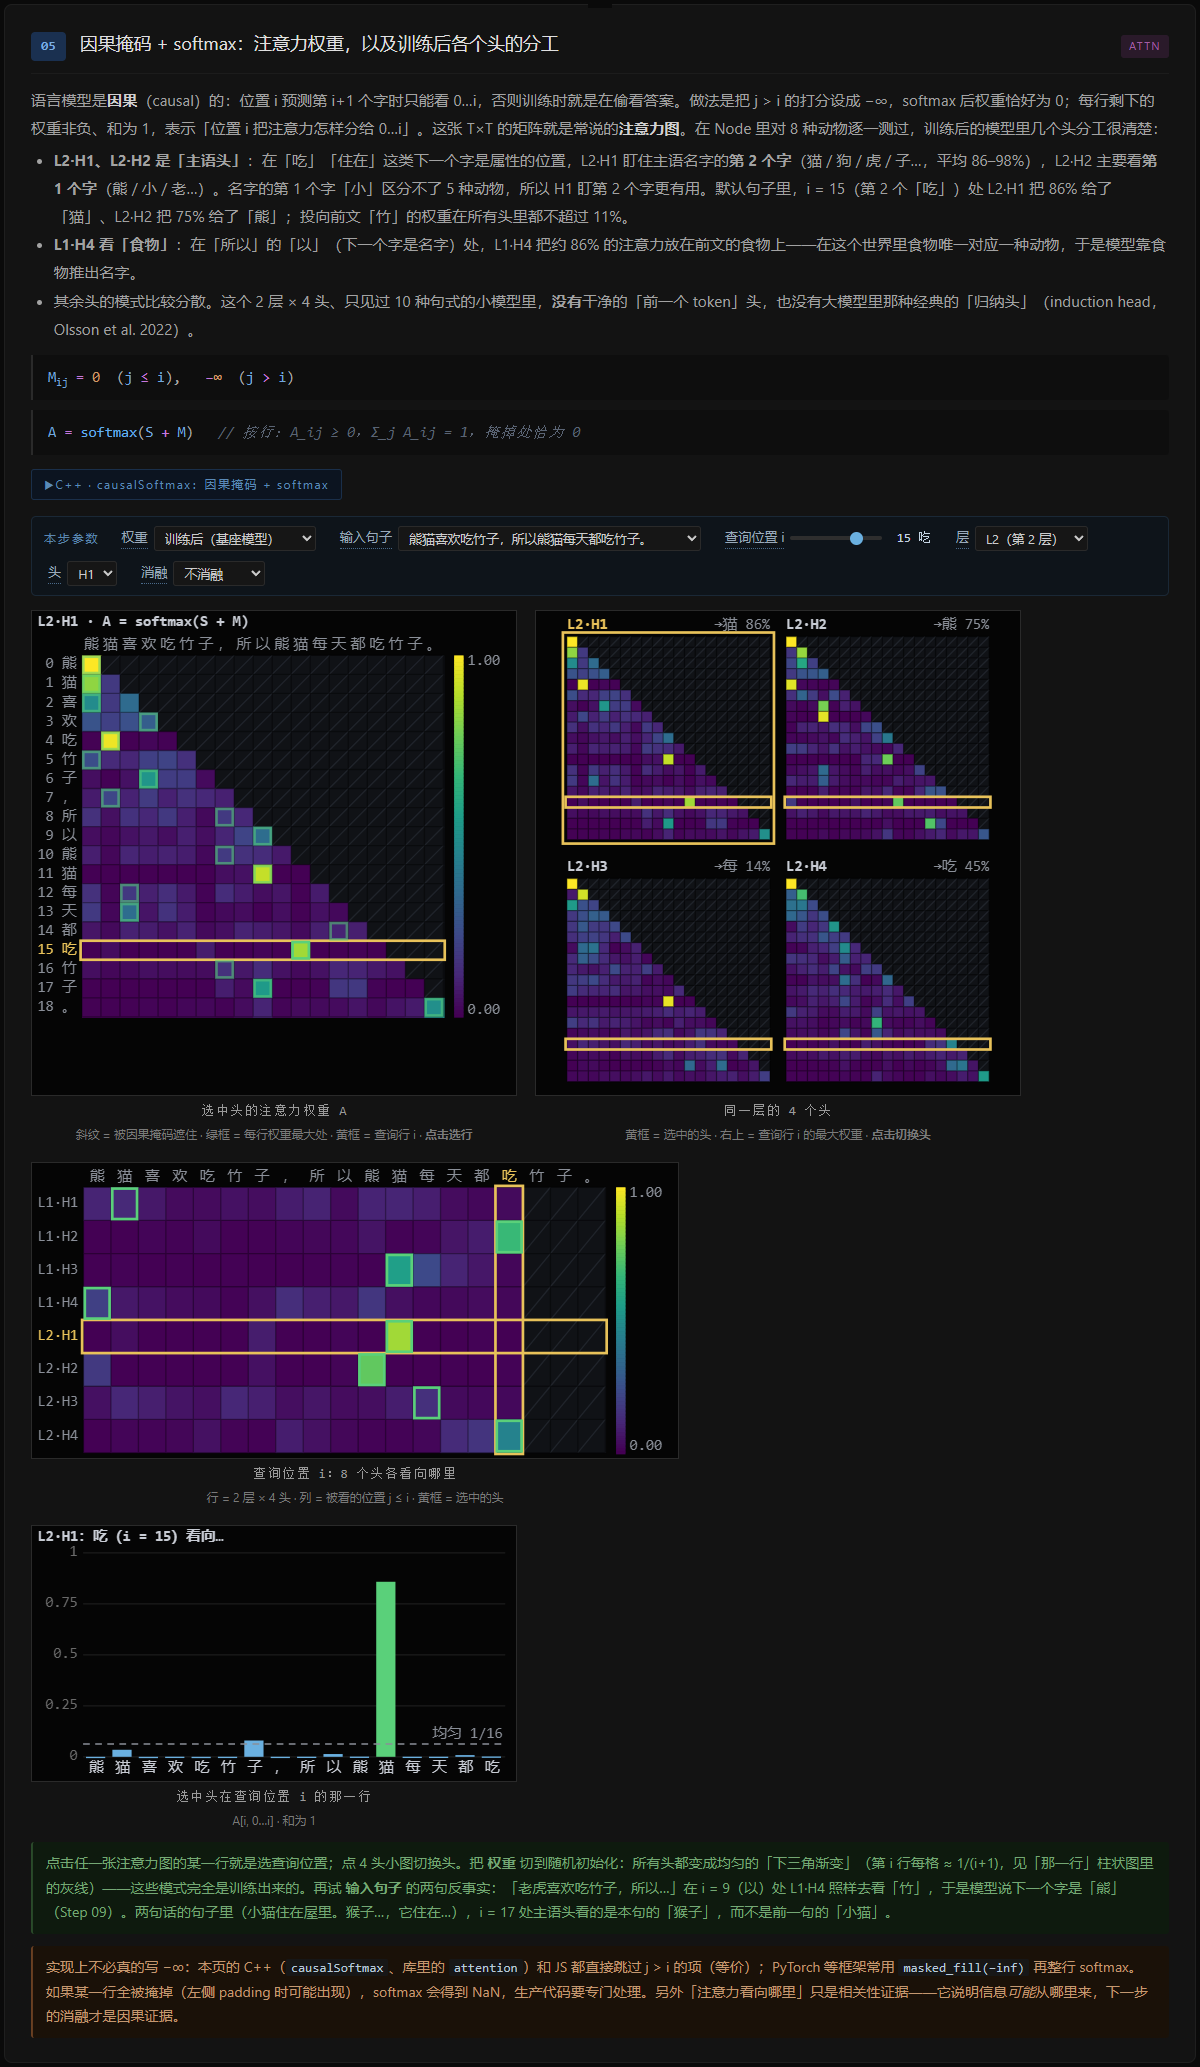 05 因果掩码 + softmax：注意力权重，以及训练后各个头的分工 ATTN
语言模型是因果（causal）的：位置 i 预测第 i+1 个字时只能看 0…i，否则训练时就是在偷看答案。做法是把 j > i 的打分设成 −∞，softmax 后权重恰好为 0；每行剩下的
权重非负、和为 1，表示「位置 i 把注意力怎样分给 0…i」。这张 T×T 的矩阵就是常说的注意力图。在 Node 里对 8 种动物逐一测过，训练后的模型里几个头分工很清楚：
• L2·H1、L2·H2 是「主语头」：在「吃」「住在」这类下一个字是属性的位置，L2·H1 盯住主语名字的第 2 个字（猫 / 狗 / 虎 / 子…，平均 86–98%），L2·H2 主要看第
1 个字（熊 / 小 / 老…）。名字的第 1 个字「小」区分不了 5 种动物，所以 H1 盯第 2 个字更有用。默认句子里，i = 15（第 2 个「吃」）处 L2·H1 把 86% 给了
「猫」、L2·H2 把 75% 给了「熊」；投向前文「竹」的权重在所有头里都不超过 11%。
• L1·H4 看「食物」：在「所以」的「以」（下一个字是名字）处，L1·H4 把约 86% 的注意力放在前文的食物上——在这个世界里食物唯一对应一种动物，于是模型靠食
物推出名字。
• 其余头的模式比较分散。这个 2 层 × 4 头、只见过 10 种句式的小模型里，没有干净的「前一个 token」头，也没有大模型里那种经典的「归纳头」（induction head，
Olsson et al. 2022）。
M_ij = 0 (j ≤ i), −∞ (j > i)
A = softmax(S + M) // 按行: A_ij ≥ 0，Σ_j A_ij = 1，掩掉处恰为 0
▶C++ · causalSoftmax: 因果掩码 + softmax
本步参数 权重 训练后（基座模型） 输入句子 熊猫喜欢吃竹子，所以熊猫每天都吃竹子。 查询位置 i 15 吃 层 L2（第 2 层）
头 H1 消融 不消融
L2·H1 · A = softmax(S + M)
熊猫喜欢吃竹子，所以熊猫每天都吃竹子。
0 熊
1 猫
2 喜
3 欢
4 吃
5 竹
6 子
7 ，
8 所
9 以
10 熊
11 猫
12 每
13 天
14 都
15 吃
16 竹
17 子
18 。
1.00
0.00
选中头的注意力权重 A
斜纹 = 被因果掩码遮住 · 绿框 = 每行权重最大处 · 黄框 = 查询行 i · 点击选行
L2·H1 →猫 86%
L2·H2 →熊 75%
L2·H3 →每 14%
L2·H4 →吃 45%
同一层的 4 个头
黄框 = 选中的头 · 右上 = 查询行 i 的最大权重 · 点击切换头
熊 猫 喜 欢 吃 竹 子 ， 所 以 熊 猫 每 天 都 吃 竹 子 。
L1·H1
L1·H2
L1·H3
L1·H4
L2·H1
L2·H2
L2·H3
L2·H4
1.00
0.00
查询位置 i: 8 个头各看向哪里
行 = 2 层 × 4 头 · 列 = 被看的位置 j ≤ i · 黄框 = 选中的头
L2·H1: 吃 (i = 15) 看向…
1
0.75
0.5
0.25
0
均匀 1/16
熊 猫 喜 欢 吃 竹 子 ， 所 以 熊 猫 每 天 都 吃
选中头在查询位置 i 的那一行
A[i, 0…i] · 和为 1
点击任一张注意力图的某一行就是选查询位置；点 4 头小图切换头。把 权重 切到随机初始化：所有头都变成均匀的「下三角渐变」（第 i 行每格 ≈ 1/(i+1)，见「那一行」柱状图里
的灰线）——这些模式完全是训练出来的。再试 输入句子 的两句反事实：「老虎喜欢吃竹子，所以…」在 i = 9（以）处 L1·H4 照样去看「竹」，于是模型说下一个字是「熊」
（Step 09）。两句话的句子里（小猫住在屋里。猴子…，它住在…），i = 17 处主语头看的是本句的「猴子」，而不是前一句的「小猫」。
实现上不必真的写 −∞：本页的 C++（causalSoftmax、库里的 attention）和 JS 都直接跳过 j > i 的项（等价）；PyTorch 等框架常用 masked_fill(−inf) 再整行 softmax。
如果某一行全被掩掉（左侧 padding 时可能出现），softmax 会得到 NaN，生产代码要专门处理。另外「注意力看向哪里」只是相关性证据——它说明信息可能从哪里来，下一步
的消融才是因果证据。